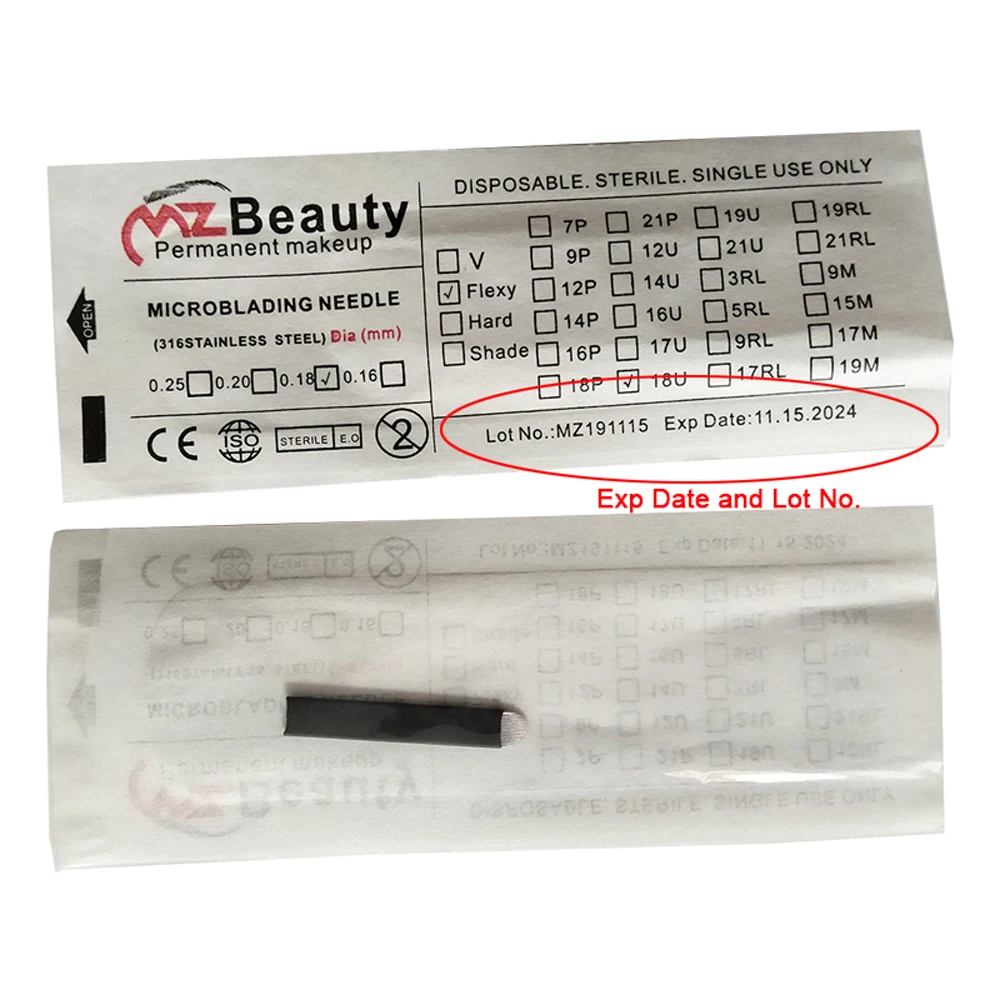 MZ Beauty
Permanent makeup
MICROBLADING NEEDLE
(316STAINLESS STEEL) Dia (mm)
0.25 0.20 0.18 √ 0.16
OPEN
CE ISO STERILE E.O 2
DISPOSABLE. STERILE. SINGLE USE ONLY
7P 21P 19U 19RL
V 9P 12U 21U 21RL
√ Flexy 12P 14U 3RL 9M
Hard 14P 16U 5RL 15M
Shade 16P 17U 9RL 17M
18P √ 18U 17RL 19M
Lot No.:MZ191115 Exp Date:11.15.2024
Exp Date and Lot No.